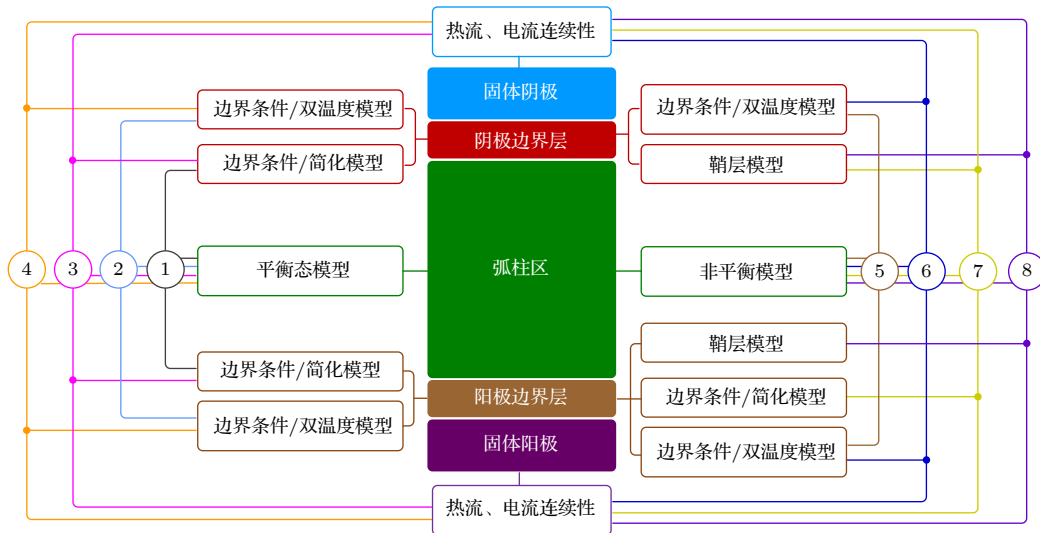 热流、电流连续性
固体阴极
边界条件/双温度模型
边界条件/双温度模型
阴极边界层
边界条件/简化模型
鞘层模型
4
3
2
1
平衡态模型
弧柱区
非平衡模型
5
6
7
8
鞘层模型
边界条件/简化模型
阳极边界层
边界条件/简化模型
边界条件/双温度模型
固体阳极
边界条件/双温度模型
热流、电流连续性